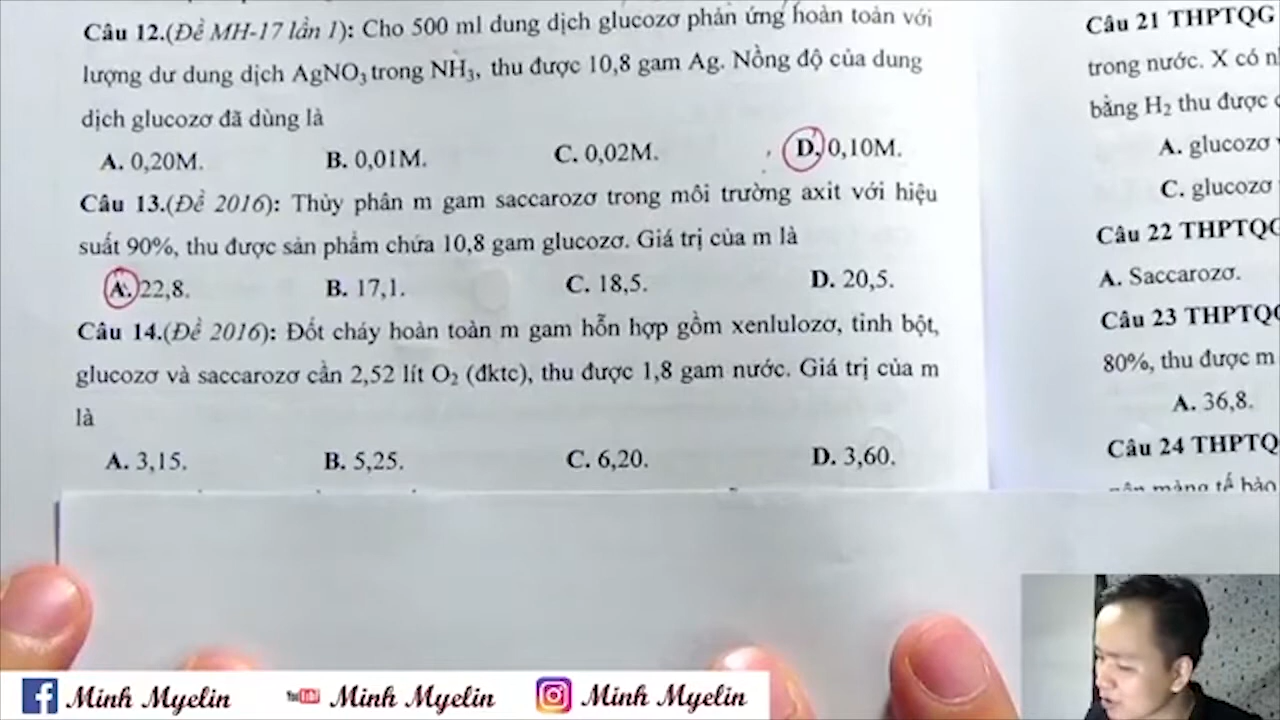 Câu 12.(Đề MH-17 lần 1): Cho 500 ml dung dịch glucozơ phản ứng hoàn toàn với
lượng dư dung dịch AgNO₃ trong NH₃, thu được 10,8 gam Ag. Nồng độ của dung
dịch glucozơ đã dùng là
A. 0,20M. B. 0,01M. C. 0,02M. D. 0,10M.
Câu 13.(Đề 2016): Thủy phân m gam saccarozơ trong môi trường axit với hiệu
suất 90%, thu được sản phẩm chứa 10,8 gam glucozơ. Giá trị của m là
A. 22,8. B. 17,1. C. 18,5. D. 20,5.
Câu 14.(Đề 2016): Đốt cháy hoàn toàn m gam hỗn hợp gồm xenlulozơ, tinh bột,
glucozơ và saccarozơ cần 2,52 lít O₂ (đktc), thu được 1,8 gam nước. Giá trị của m
là
A. 3,15. B. 5,25. C. 6,20. D. 3,60.
Câu 21 THPTQG
trong nước. X có
bằng H₂ thu được
A. glucozơ
C. glucozơ
Câu 22 THPTQG
A. Saccarozơ.
Câu 23 THPTQG
80%, thu được m
A. 36,8.
Câu 24 THPTQ
màng tế bào
Minh Myelin
YouTube Minh Myelin
Minh Myelin